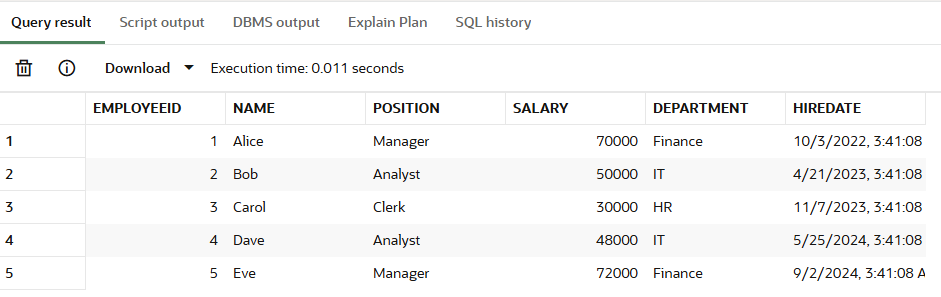 Query result Script output DBMS output Explain Plan SQL history
Download Execution time: 0.011 seconds
EMPLOYEEID NAME POSITION SALARY DEPARTMENT HIREDATE
1 1 Alice Manager 70000 Finance 10/3/2022, 3:41:08
2 2 Bob Analyst 50000 IT 4/21/2023, 3:41:08
3 3 Carol Clerk 30000 HR 11/7/2023, 3:41:08
4 4 Dave Analyst 48000 IT 5/25/2024, 3:41:08
5 5 Eve Manager 72000 Finance 9/2/2024, 3:41:08 A